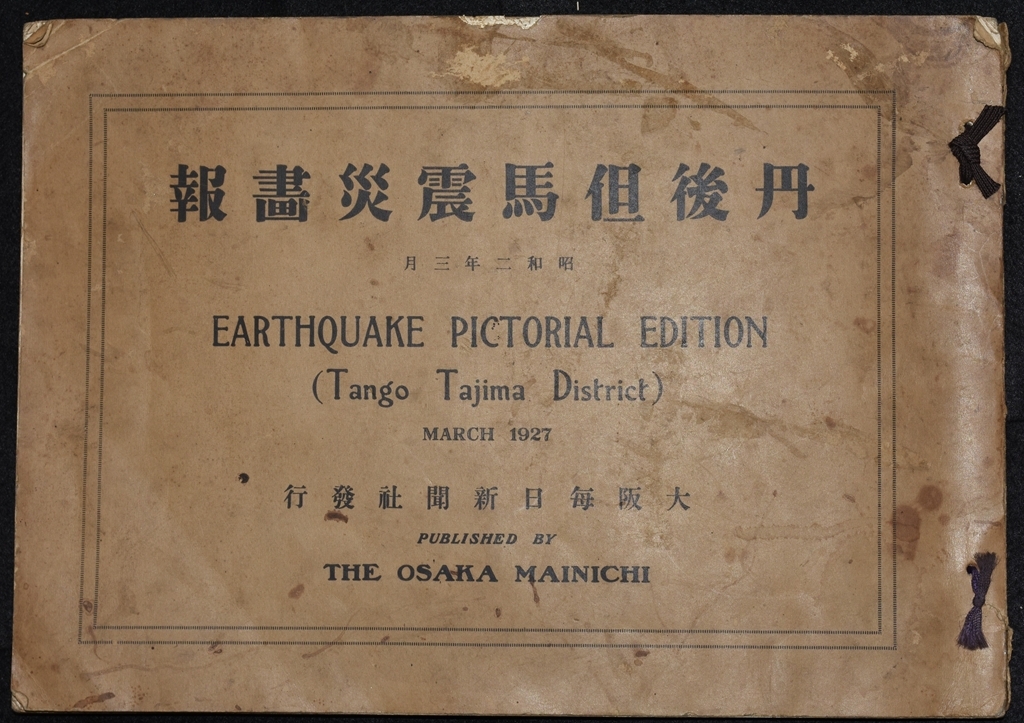 丹後但馬震災畵報
昭和二年三月
EARTHQUAKE PICTORIAL EDITION
(Tango Tajima District)
MARCH 1927
大阪每日新聞社發行
PUBLISHED BY
THE OSAKA MAINICHI